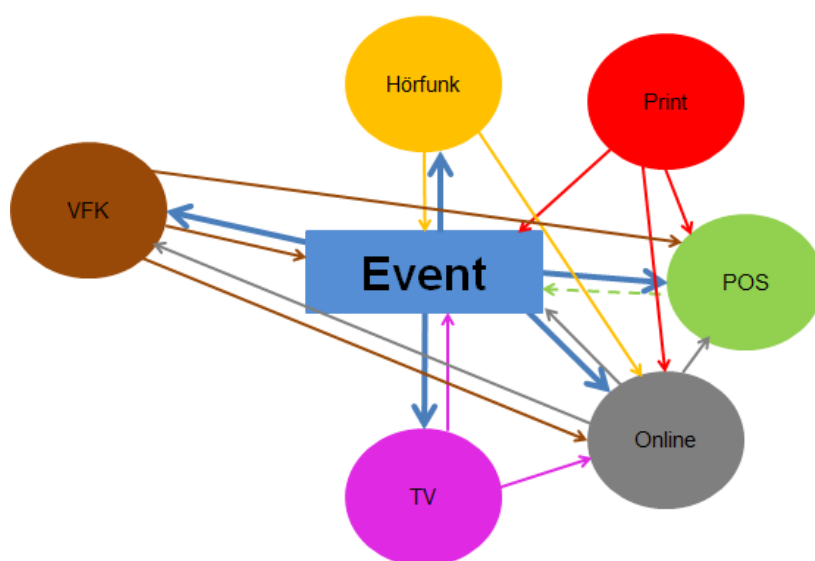 Hörfunk
Print
VFK
Event
POS
Online
TV